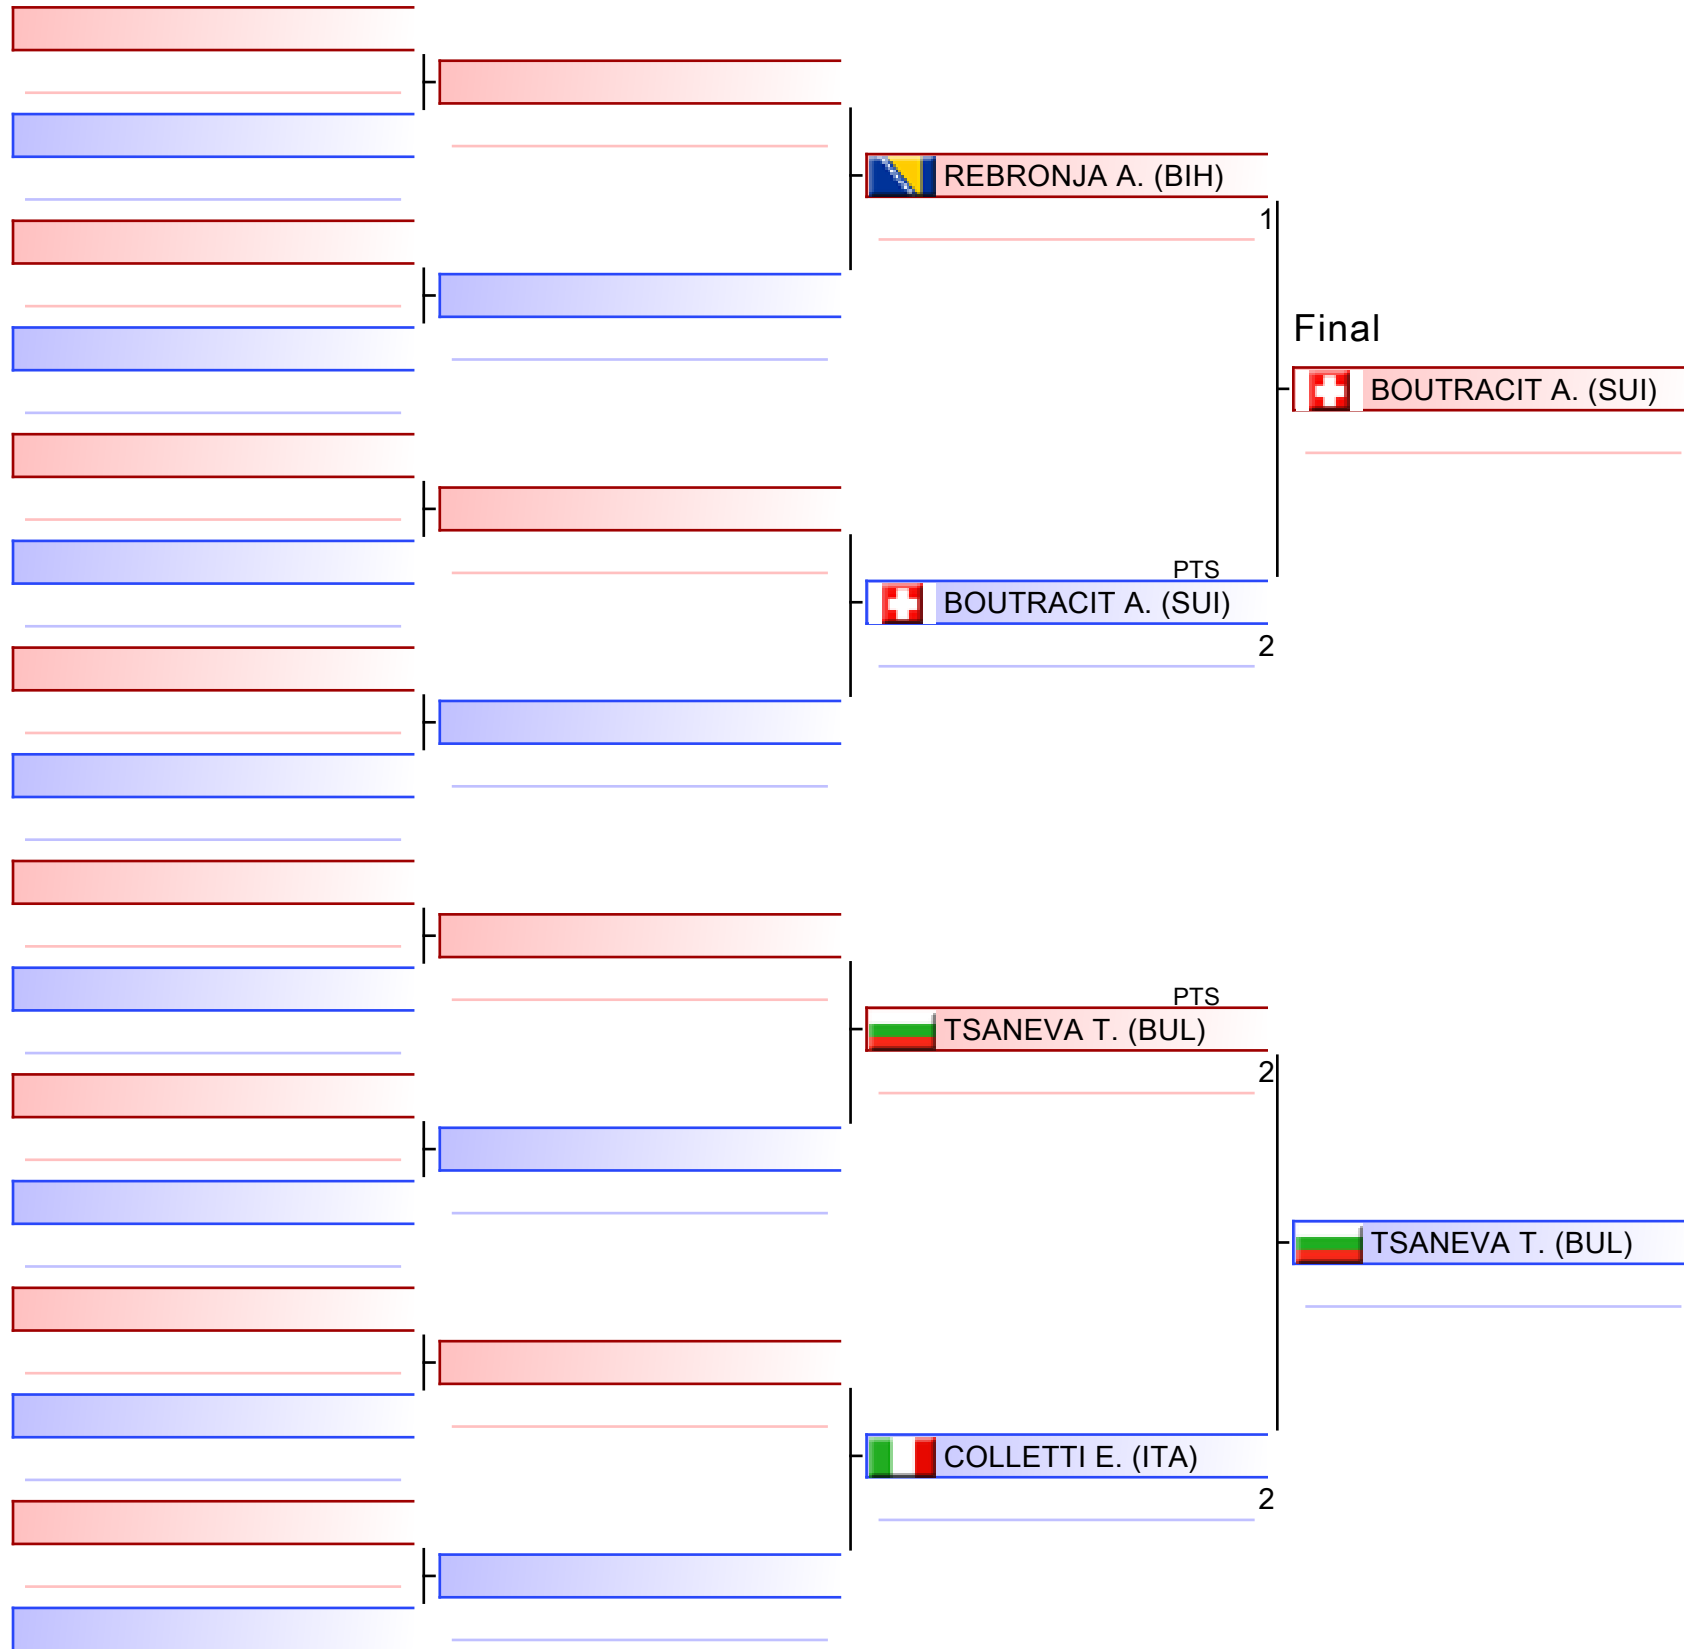 REBRONJA A. (BIH)
1
Final
BOUTRACIT A. (SUI)
PTS
BOUTRACIT A. (SUI)
2
PTS
TSANEVA T. (BUL)
2
TSANEVA T. (BUL)
COLLETTI E. (ITA)
2